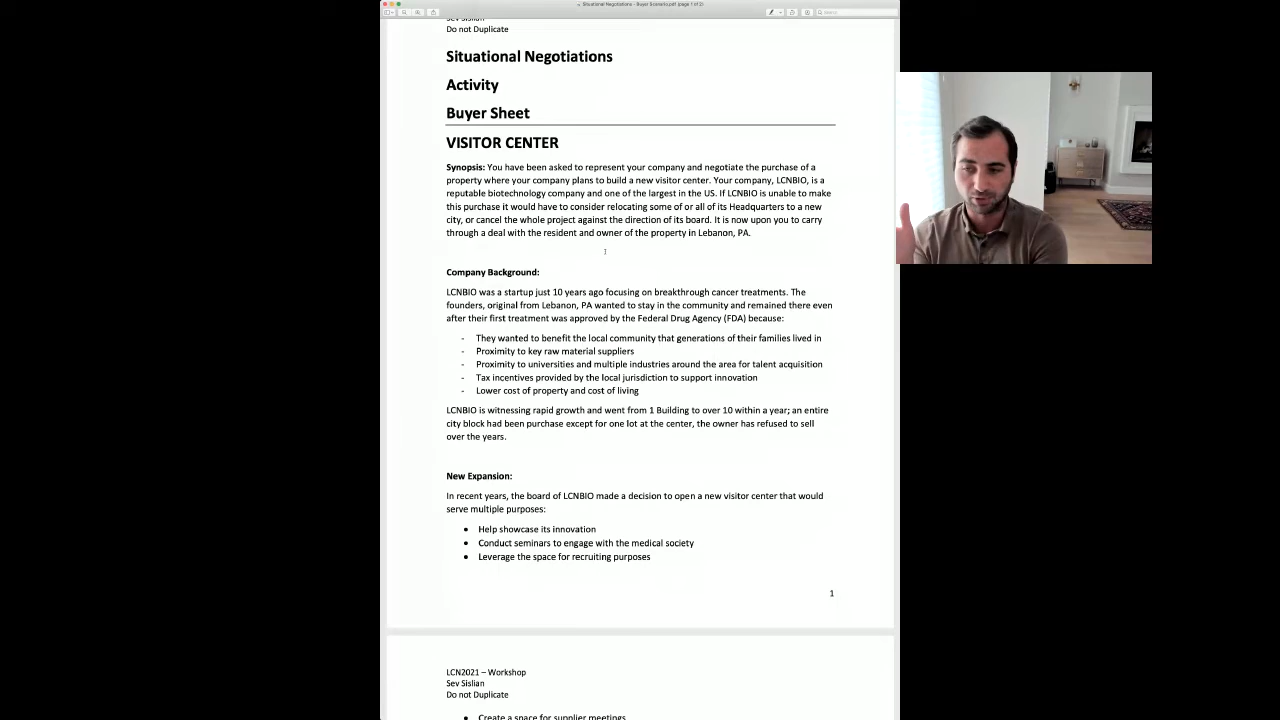 Situational Negotiations - Buyer Scenario.pdf (page 1 of 2)
Search
Sev Sislian
Do not Duplicate
Situational Negotiations
Activity
Buyer Sheet
VISITOR CENTER
Synopsis: You have been asked to represent your company and negotiate the purchase of a
property where your company plans to build a new visitor center. Your company, LCNBIO, is a
reputable biotechnology company and one of the largest in the US. If LCNBIO is unable to make
this purchase it would have to consider relocating some of or all of its Headquarters to a new
city, or cancel the whole project against the direction of its board. It is now upon you to carry
through a deal with the resident and owner of the property in Lebanon, PA.
Company Background:
LCNBIO was a startup just 10 years ago focusing on breakthrough cancer treatments. The
founders, original from Lebanon, PA wanted to stay in the community and remained there even
after their first treatment was approved by the Federal Drug Agency (FDA) because:
- They wanted to benefit the local community that generations of their families lived in
- Proximity to key raw material suppliers
- Proximity to universities and multiple industries around the area for talent acquisition
- Tax incentives provided by the local jurisdiction to support innovation
- Lower cost of property and cost of living
LCNBIO is witnessing rapid growth and went from 1 Building to over 10 within a year; an entire
city block had been purchase except for one lot at the center, the owner has refused to sell
over the years.
New Expansion:
In recent years, the board of LCNBIO made a decision to open a new visitor center that would
serve multiple purposes:
• Help showcase its innovation
• Conduct seminars to engage with the medical society
• Leverage the space for recruiting purposes
1
LCN2021 – Workshop
Sev Sislian
Do not Duplicate
• Create a space for supplier meetings